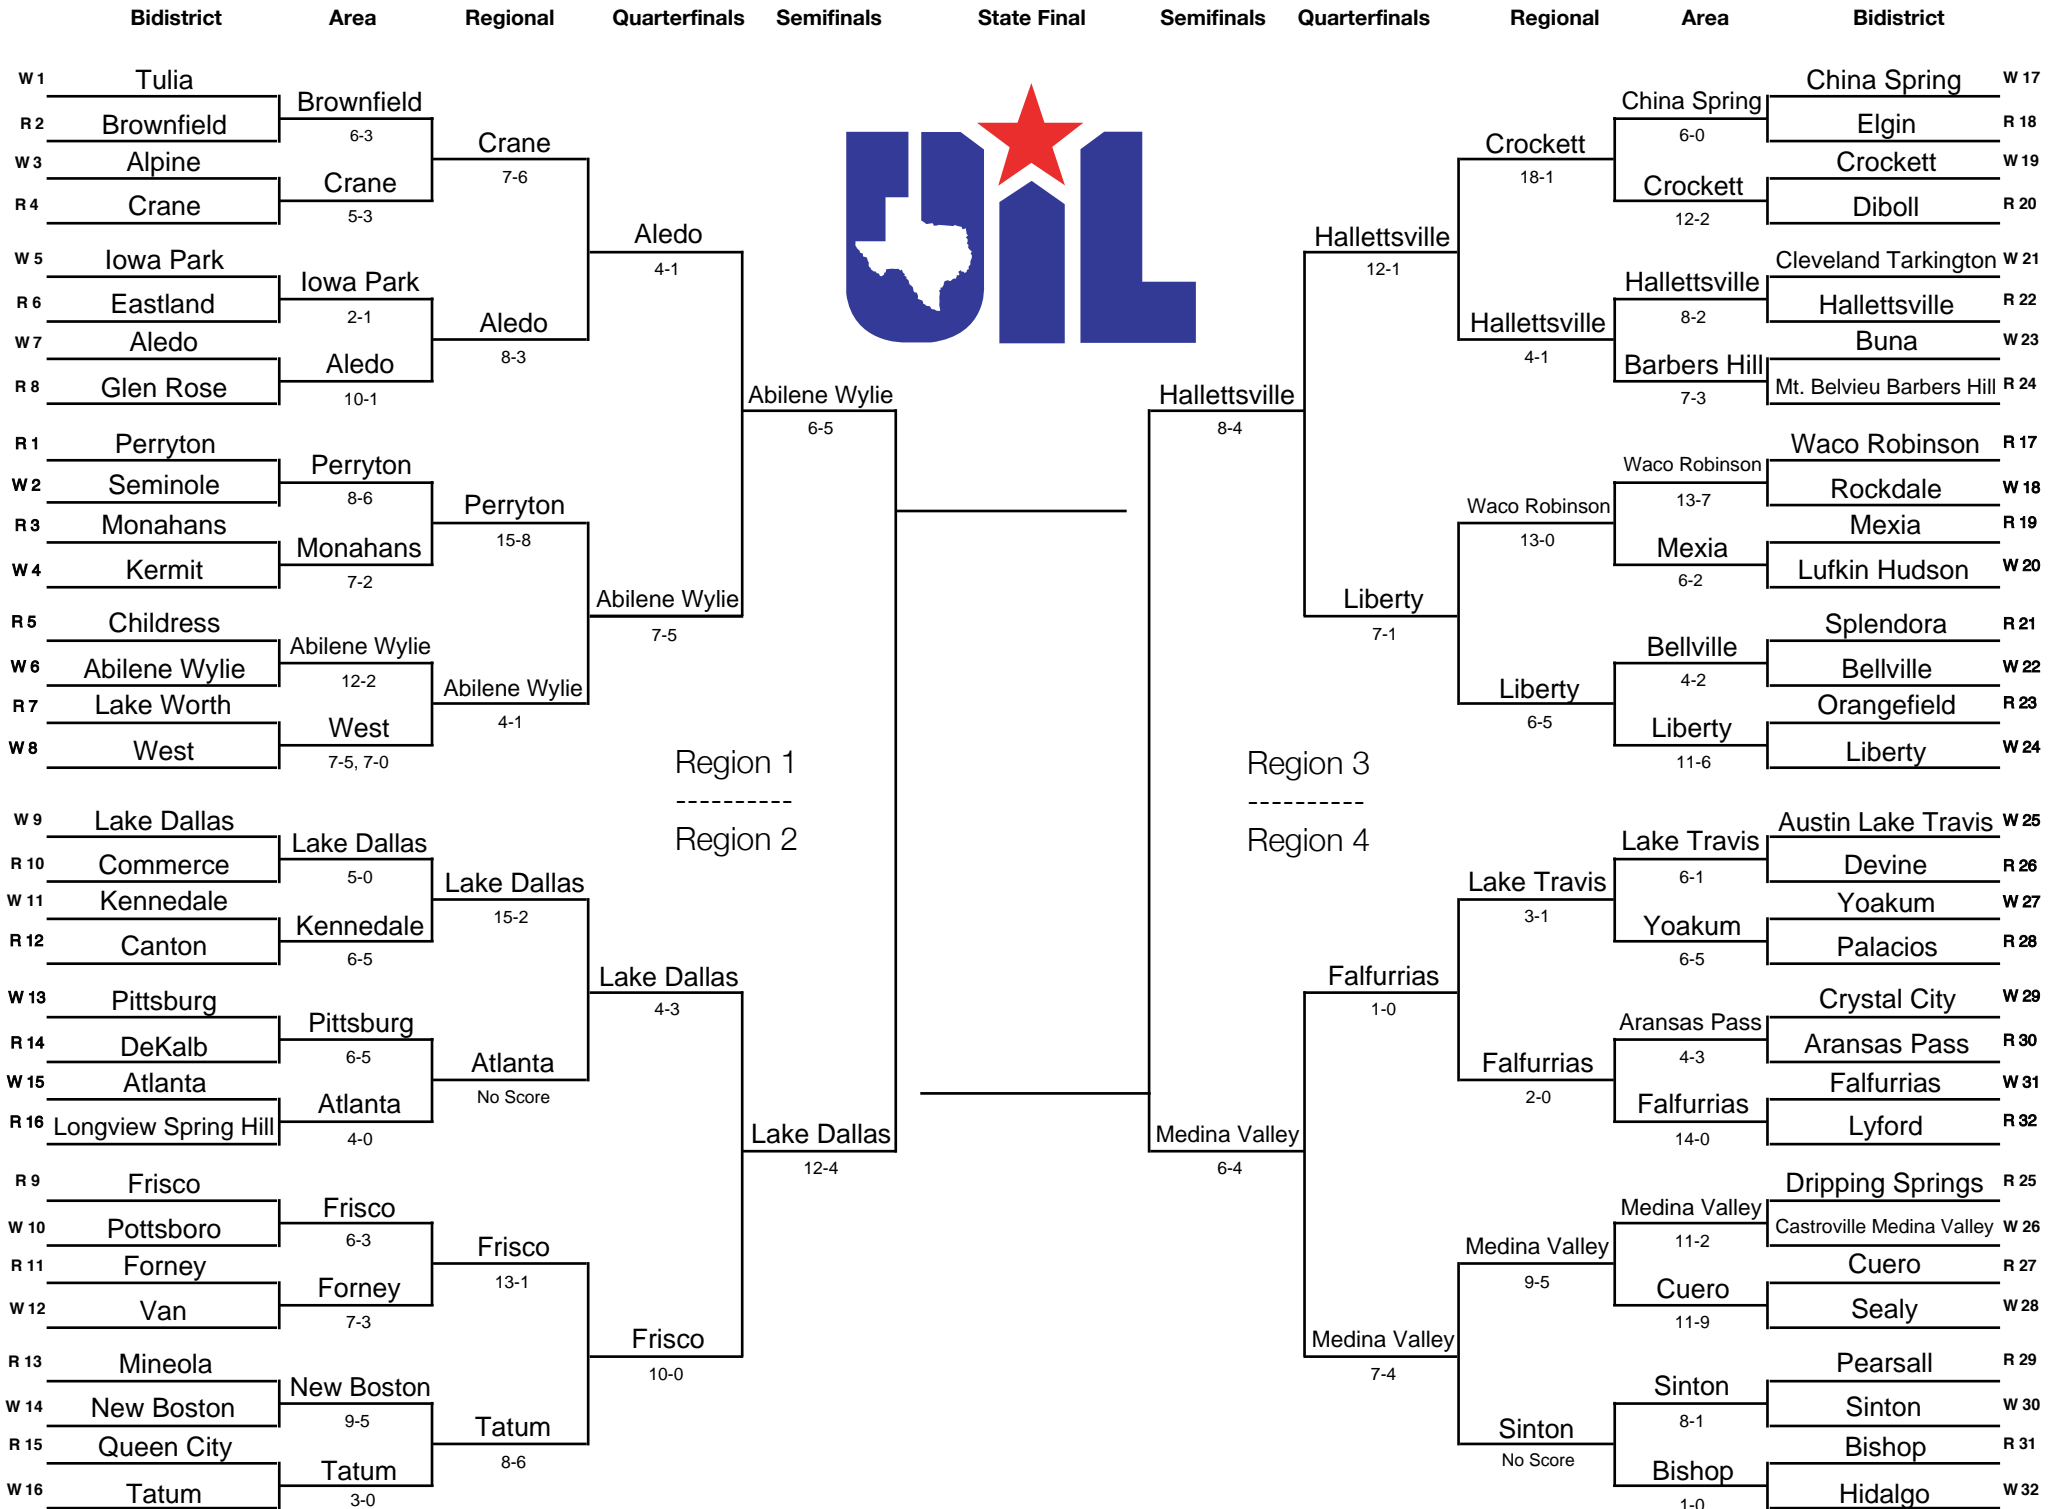 Bidistrict Area Regional Quarterfinals Semifinals State Final Semifinals Quarterfinals Regional Area Bidistrict
W 1 Tulia
R 2 Brownfield
W 3 Alpine
R 4 Crane
W 5 Iowa Park
R 6 Eastland
W 7 Aledo
R 8 Glen Rose
R 1 Perryton
W 2 Seminole
R 3 Monahans
W 4 Kermit
R 5 Childress
W 6 Abilene Wylie
R 7 Lake Worth
W 8 West
W 9 Lake Dallas
R 10 Commerce
W 11 Kennedale
R 12 Canton
W 13 Pittsburg
R 14 DeKalb
W 15 Atlanta
R 16 Longview Spring Hill
R 9 Frisco
W 10 Pottsboro
R 11 Forney
W 12 Van
R 13 Mineola
W 14 New Boston
R 15 Queen City
W 16 Tatum
Brownfield
6-3
Crane
5-3
Iowa Park
2-1
Aledo
10-1
Perryton
8-6
Monahans
7-2
Abilene Wylie
12-2
West
7-5, 7-0
Lake Dallas
5-0
Kennedale
6-5
Pittsburg
6-5
Atlanta
4-0
Frisco
6-3
Forney
7-3
New Boston
9-5
Tatum
3-0
Crane
7-6
Aledo
8-3
Perryton
15-8
Abilene Wylie
4-1
Lake Dallas
15-2
Atlanta
No Score
Frisco
13-1
Tatum
8-6
Aledo
4-1
Abilene Wylie
7-5
Region 1
----------
Region 2
Lake Dallas
4-3
Frisco
10-0
Abilene Wylie
6-5
Lake Dallas
12-4
UIL
Hallettsville
8-4
Medina Valley
6-4
Hallettsville
12-1
Liberty
7-1
Region 3
----------
Region 4
Falfurrias
1-0
Medina Valley
7-4
Crockett
18-1
Hallettsville
4-1
Waco Robinson
13-0
Liberty
6-5
Lake Travis
3-1
Falfurrias
2-0
Medina Valley
9-5
Sinton
No Score
China Spring
6-0
Crockett
12-2
Hallettsville
8-2
Barbers Hill
7-3
Waco Robinson
13-7
Mexia
6-2
Bellville
4-2
Liberty
11-6
Lake Travis
6-1
Yoakum
6-5
Aransas Pass
4-3
Falfurrias
14-0
Medina Valley
11-2
Cuero
11-9
Sinton
8-1
Bishop
1-0
China Spring W 17
Elgin R 18
Crockett W 19
Diboll R 20
Cleveland Tarkington W 21
Hallettsville R 22
Buna W 23
Mt. Belvieu Barbers Hill R 24
Waco Robinson R 17
Rockdale W 18
Mexia R 19
Lufkin Hudson W 20
Splendora R 21
Bellville W 22
Orangefield R 23
Liberty W 24
Austin Lake Travis W 25
Devine R 26
Yoakum W 27
Palacios R 28
Crystal City W 29
Aransas Pass R 30
Falfurrias W 31
Lyford R 32
Dripping Springs R 25
Castroville Medina Valley W 26
Cuero R 27
Sealy W 28
Pearsall R 29
Sinton W 30
Bishop R 31
Hidalgo W 32